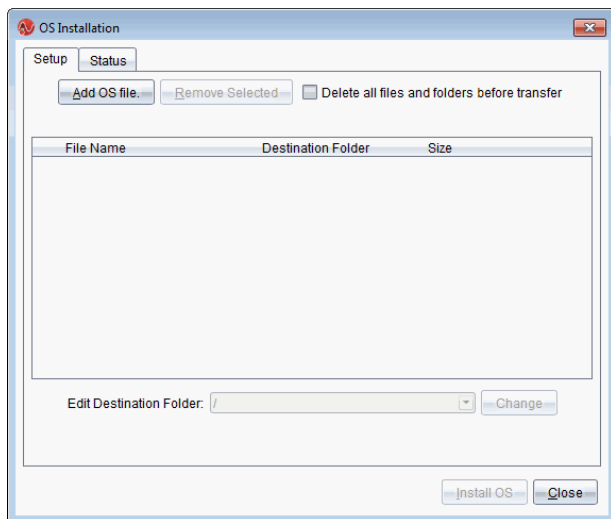 OS Installation
Setup Status
Add OS file. Remove Selected Delete all files and folders before transfer
File Name Destination Folder Size
Edit Destination Folder: / Change
Install OS Close